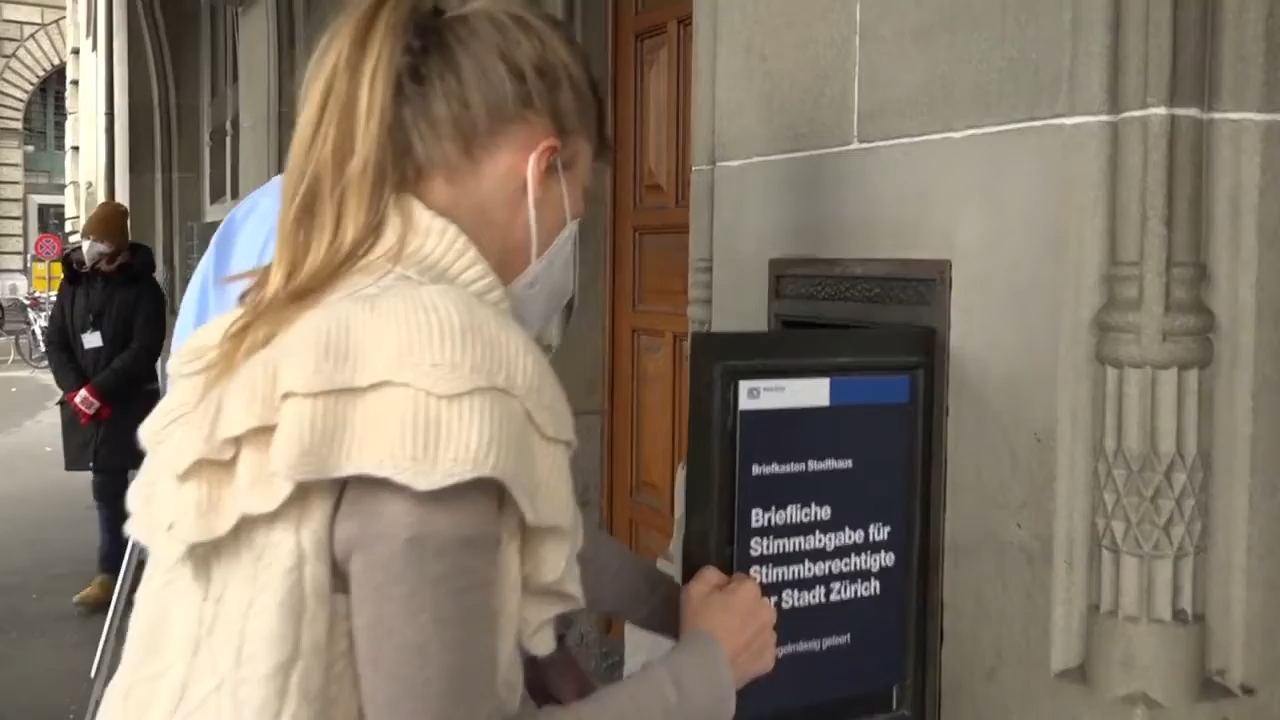 Briefkasten Stadthaus
Briefliche
Stimmabgabe für
Stimmberechtigte
r Stadt Zürich
gelmässig geleert